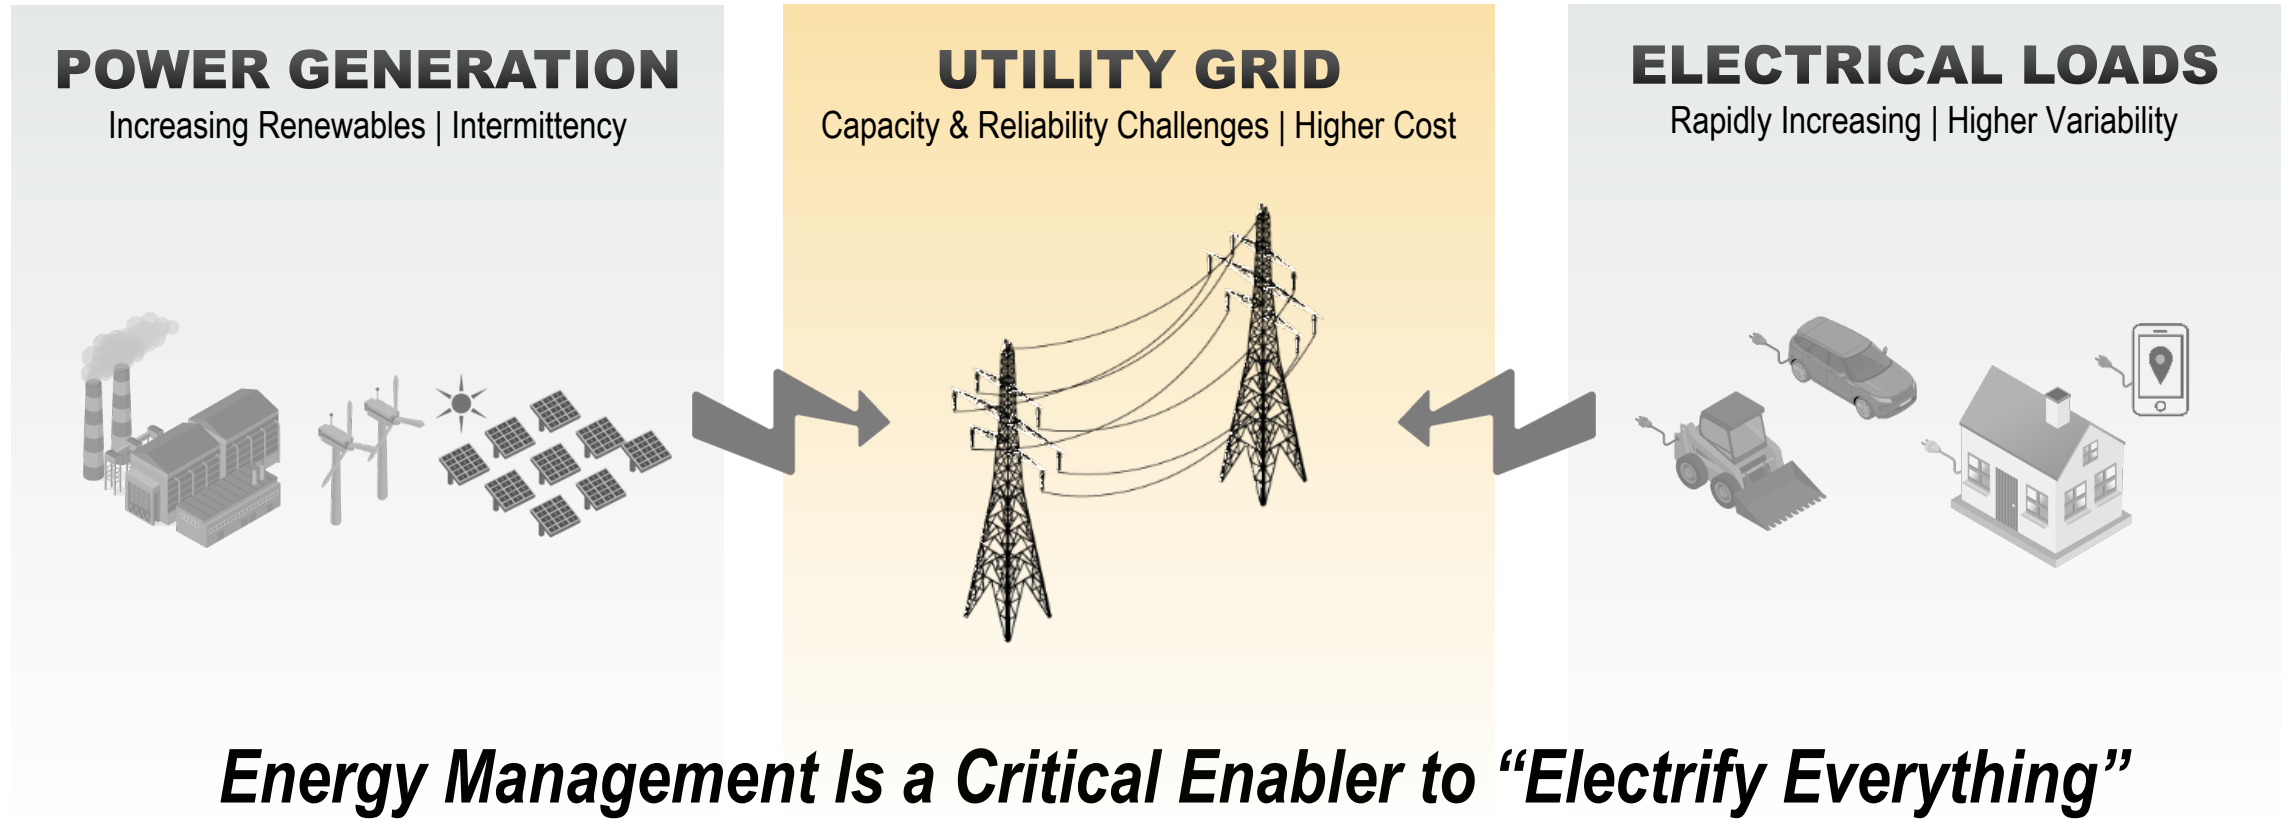 POWER GENERATION
Increasing Renewables | Intermittency
UTILITY GRID
Capacity & Reliability Challenges | Higher Cost
ELECTRICAL LOADS
Rapidly Increasing | Higher Variability
Energy Management Is a Critical Enabler to “Electrify Everything”